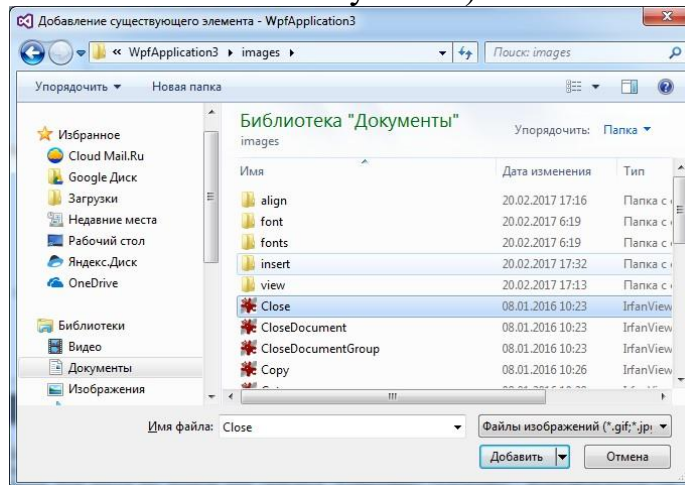 Добавление существующего элемента - WpfApplication3
« WpfApplication3 ▸ images ▸ Поиск: images
Упорядочить Новая папка
Избранное
Cloud Mail.Ru
Google Диск
Загрузки
Недавние места
Рабочий стол
Яндекс.Диск
OneDrive
Библиотеки
Видео
Документы
Изображения
Библиотека "Документы"
images
Упорядочить: Папка
Имя Дата изменения Тип
align 20.02.2017 17:16 Папка с
font 20.02.2017 6:19 Папка с
fonts 20.02.2017 6:19 Папка с
insert 20.02.2017 17:32 Папка с
view 20.02.2017 17:13 Папка с
Close 08.01.2016 10:23 IrfanView
CloseDocument 08.01.2016 10:23 IrfanView
CloseDocumentGroup 08.01.2016 10:23 IrfanView
Copy 08.01.2016 10:26 IrfanView
Имя файла: Close Файлы изображений (*.gif;*.jp
Добавить Отмена